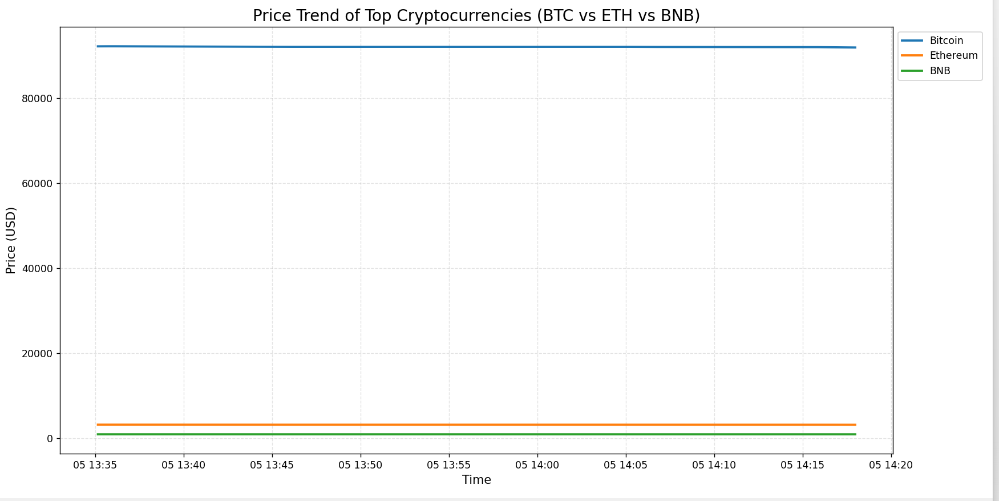 Price Trend of Top Cryptocurrencies (BTC vs ETH vs BNB)
Bitcoin
Ethereum
BNB
Price (USD)
80000
60000
40000
20000
0
05 13:35 05 13:40 05 13:45 05 13:50 05 13:55 05 14:00 05 14:05 05 14:10 05 14:15 05 14:20
Time